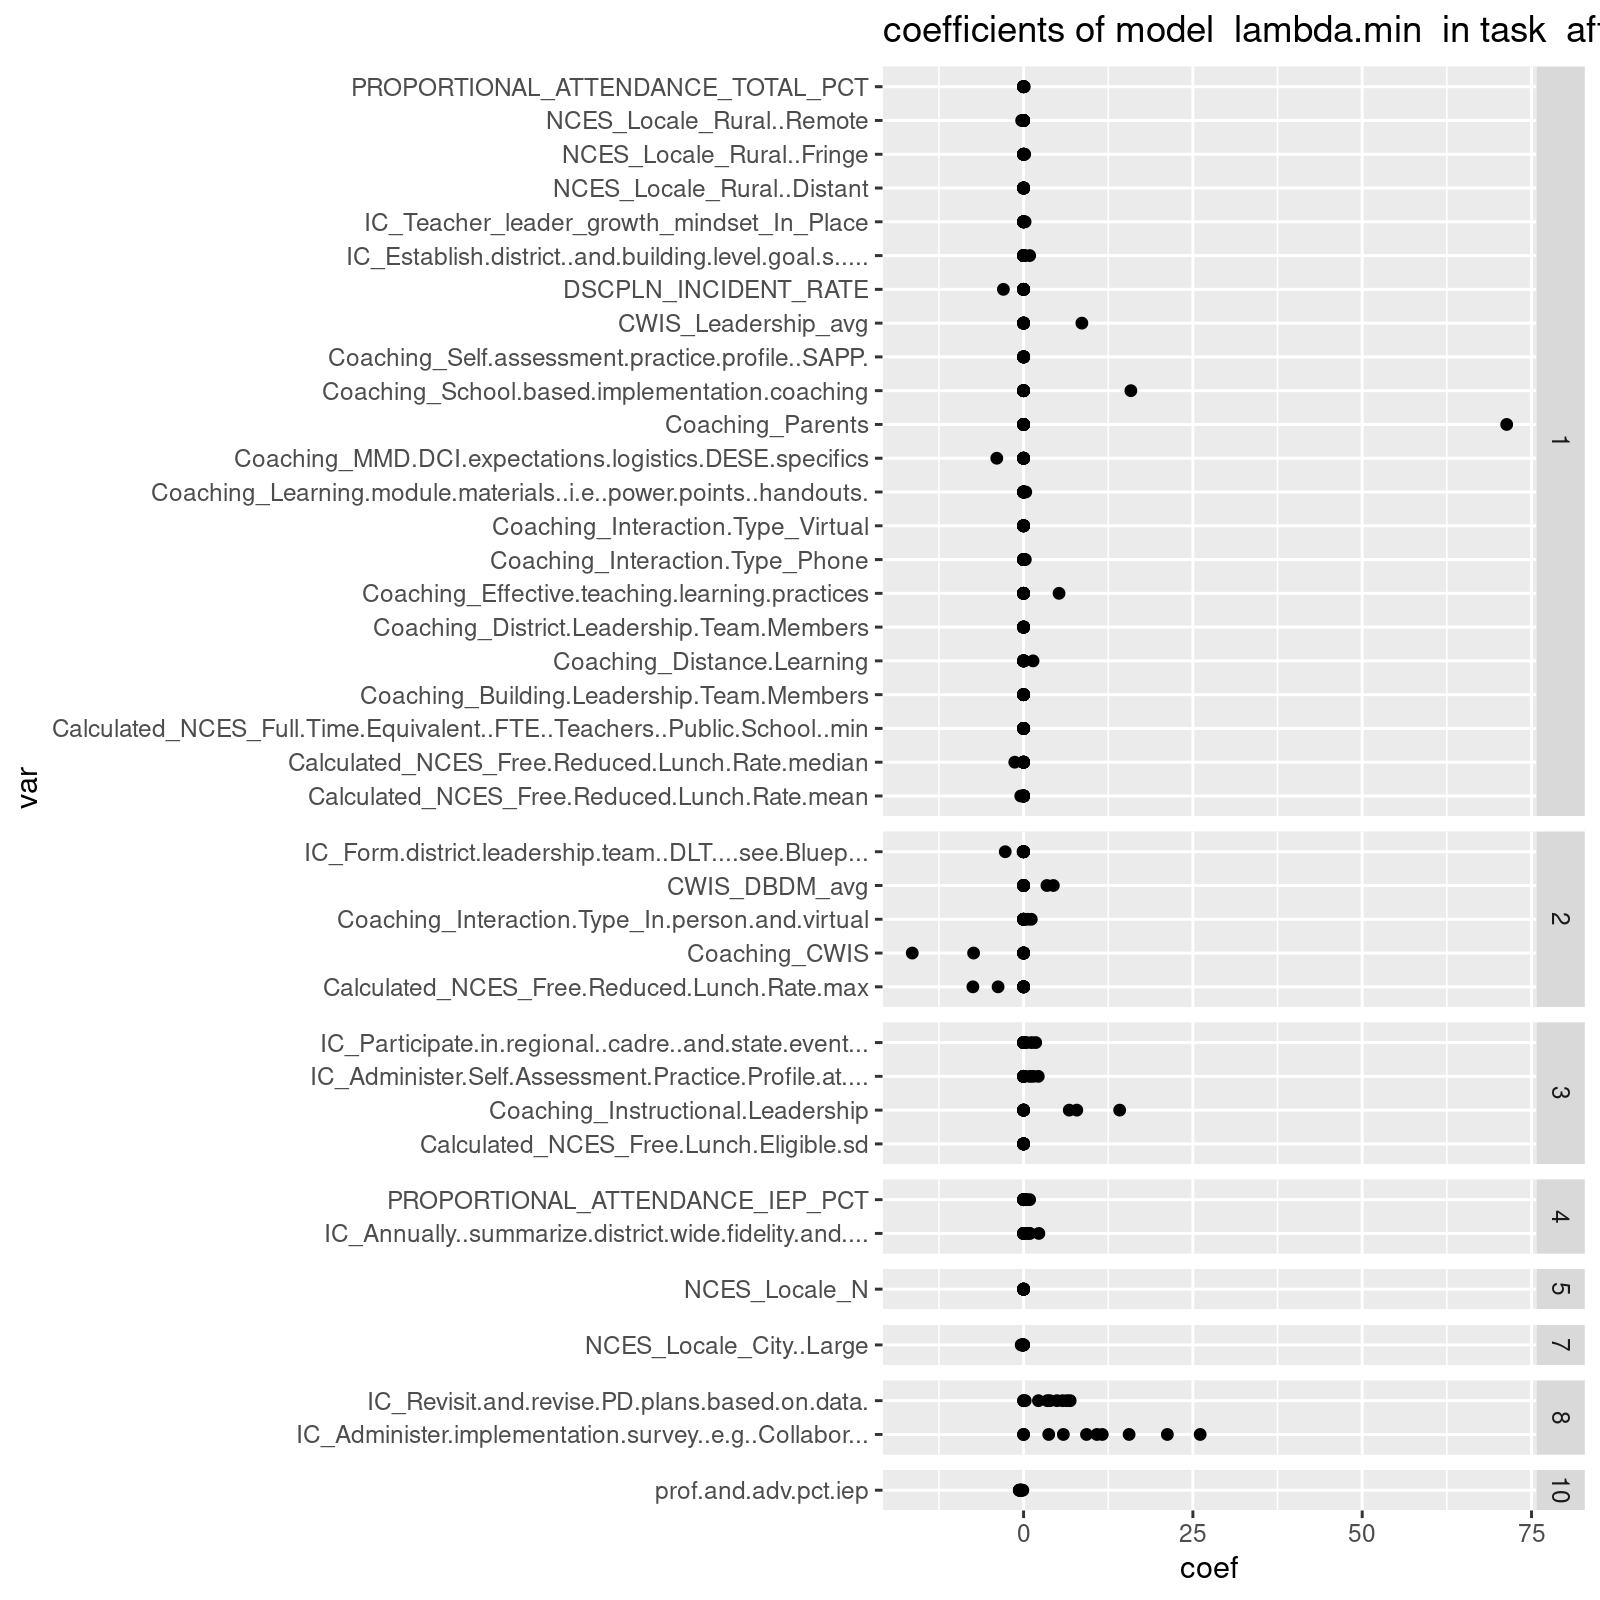 coefficients of model  lambda.min  in task  af
PROPORTIONAL_ATTENDANCE_TOTAL_PCT
NCES_Locale_Rural..Remote
NCES_Locale_Rural..Fringe
NCES_Locale_Rural..Distant
IC_Teacher_leader_growth_mindset_In_Place
IC_Establish.district..and.building.level.goal.s.....
DSCPLN_INCIDENT_RATE
CWIS_Leadership_avg
Coaching_Self.assessment.practice.profile..SAPP.
Coaching_School.based.implementation.coaching
Coaching_Parents
Coaching_MMD.DCI.expectations.logistics.DESE.specifics
Coaching_Learning.module.materials..i.e..power.points..handouts.
Coaching_Interaction.Type_Virtual
Coaching_Interaction.Type_Phone
Coaching_Effective.teaching.learning.practices
Coaching_District.Leadership.Team.Members
Coaching_Distance.Learning
Coaching_Building.Leadership.Team.Members
Calculated_NCES_Full.Time.Equivalent..FTE..Teachers..Public.School..min
Calculated_NCES_Free.Reduced.Lunch.Rate.median
Calculated_NCES_Free.Reduced.Lunch.Rate.mean
1
IC_Form.district.leadership.team..DLT....see.Bluep...
CWIS_DBDM_avg
Coaching_Interaction.Type_In.person.and.virtual
Coaching_CWIS
Calculated_NCES_Free.Reduced.Lunch.Rate.max
2
IC_Participate.in.regional..cadre..and.state.event...
IC_Administer.Self.Assessment.Practice.Profile.at....
Coaching_Instructional.Leadership
Calculated_NCES_Free.Lunch.Eligible.sd
3
PROPORTIONAL_ATTENDANCE_IEP_PCT
IC_Annually..summarize.district.wide.fidelity.and....
4
NCES_Locale_N
5
NCES_Locale_City..Large
7
IC_Revisit.and.revise.PD.plans.based.on.data.
IC_Administer.implementation.survey..e.g..Collabor...
8
prof.and.adv.pct.iep
10
0 25 50 75
coef
var